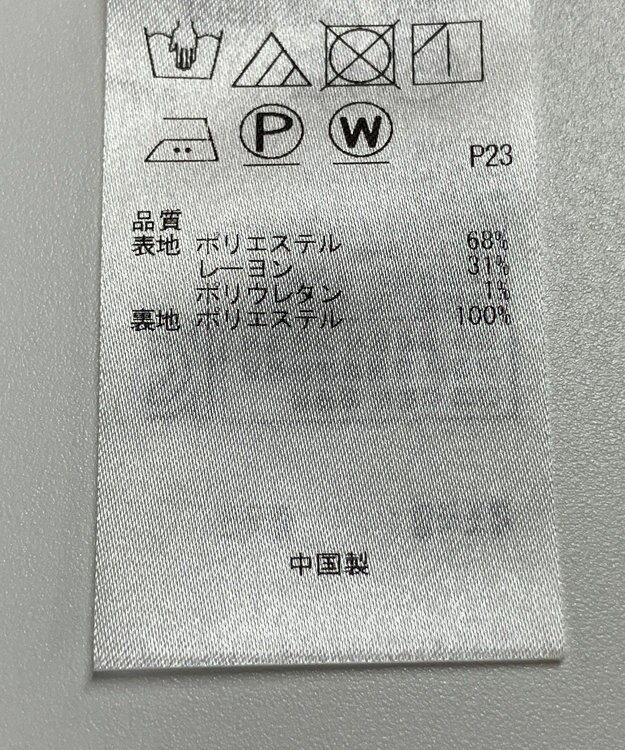 P W
P23
品質
表地 ポリエステル 68%
レーヨン 31%
ポリウレタン 1%
裏地 ポリエステル 100%
中国製